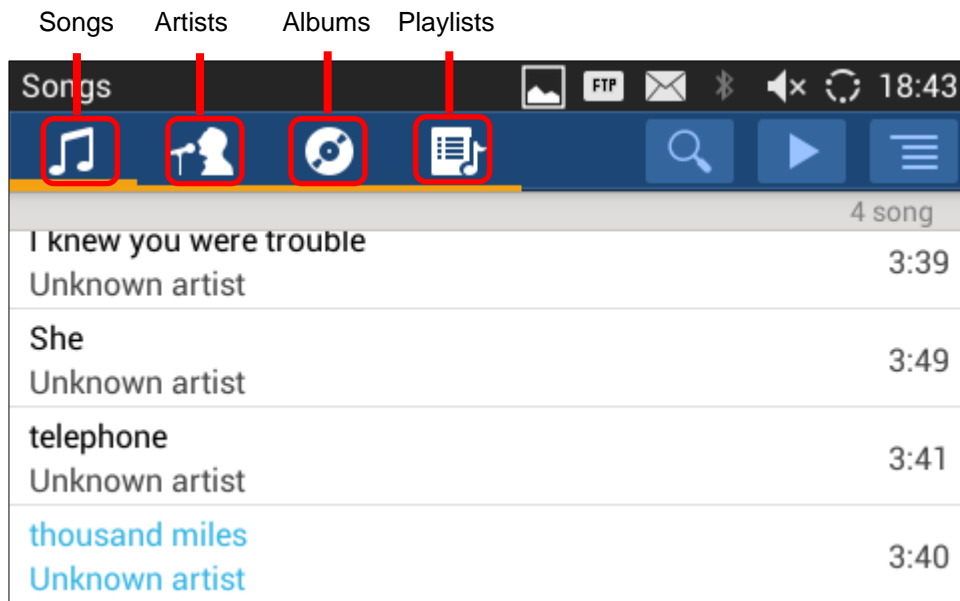 Songs Artists Albums Playlists
Songs FTP 18:43
4 song
I knew you were trouble
3:39
Unknown artist
She
3:49
Unknown artist
telephone
3:41
Unknown artist
thousand miles
3:40
Unknown artist